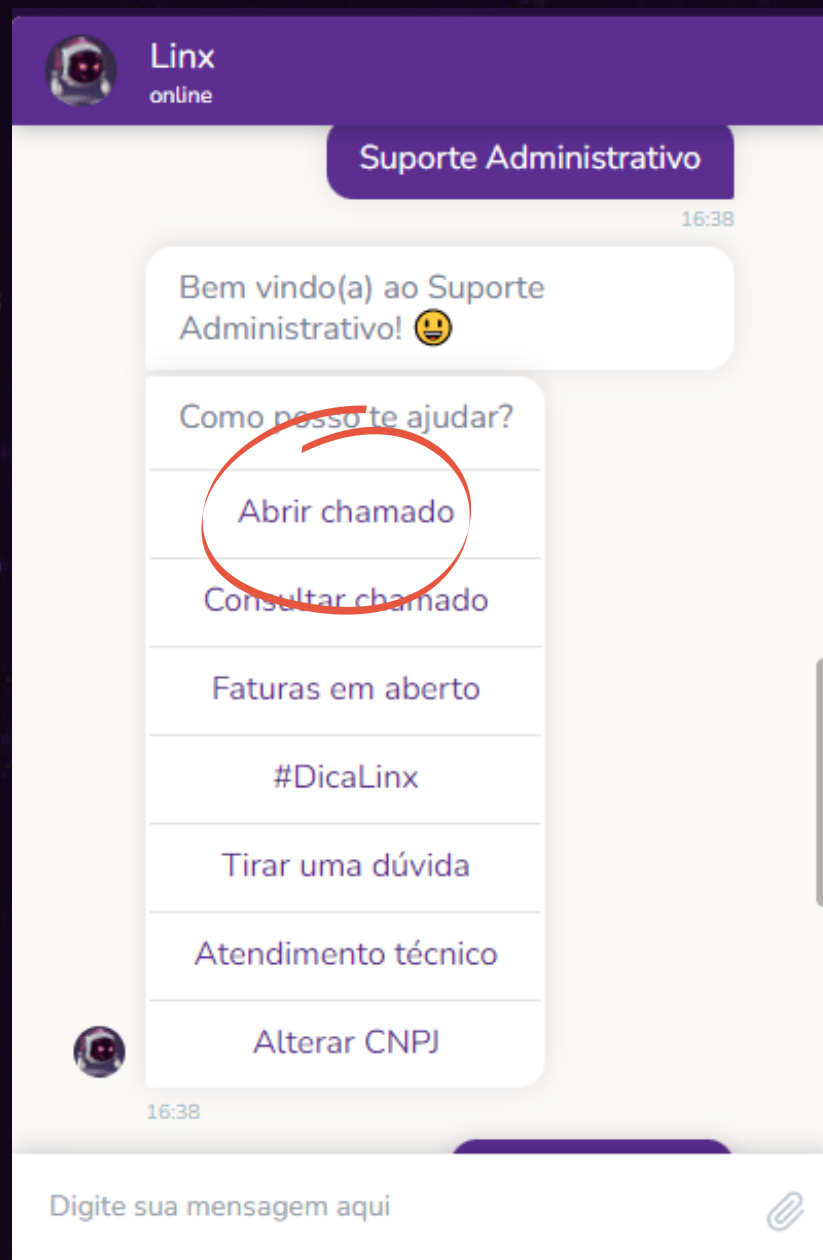 Linx
online
Suporte Administrativo
16:38
Bem vindo(a) ao Suporte
Administrativo! 😃
Como posso te ajudar?
Abrir chamado
Consultar chamado
Faturas em aberto
#DicaLinx
Tirar uma dúvida
Atendimento técnico
Alterar CNPJ
16:38
Digite sua mensagem aqui